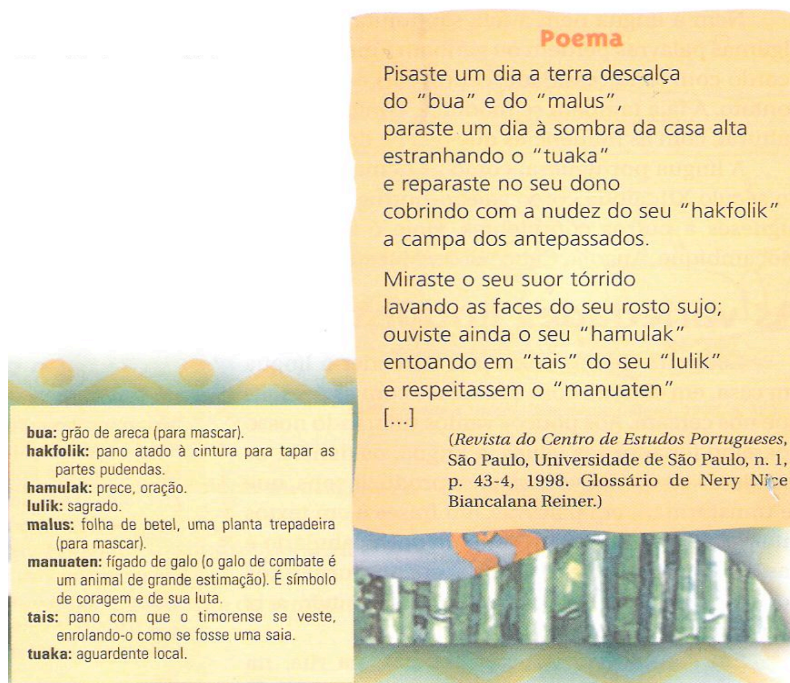 Poema
Pisaste um dia a terra descalça
do “bua” e do “malus”,
paraste um dia à sombra da casa alta
estranhando o “tuaka”
e reparaste no seu dono
cobrindo com a nudez do seu “hakfolik”
a campa dos antepassados.
Miraste o seu suor tórrido
lavando as faces do seu rosto sujo;
ouviste ainda o seu “hamulak”
entoando em “tais” do seu “lulik”
e respeitassem o “manuaten”
[...]
(Revista do Centro de Estudos Portugueses,
São Paulo, Universidade de São Paulo, n. 1,
p. 43-4, 1998. Glossário de Nery Nice
Biancalana Reiner.)
bua: grão de areca (para mascar).
hakfolik: pano atado à cintura para tapar as
partes pudendas.
hamulak: prece, oração.
lulik: sagrado.
malus: folha de betel, uma planta trepadeira
(para mascar).
manuaten: fígado de galo (o galo de combate é
um animal de grande estimação). É símbolo
de coragem e de sua luta.
tais: pano com que o timorense se veste,
enrolando-o como se fosse uma saia.
tuaka: aguardente local.